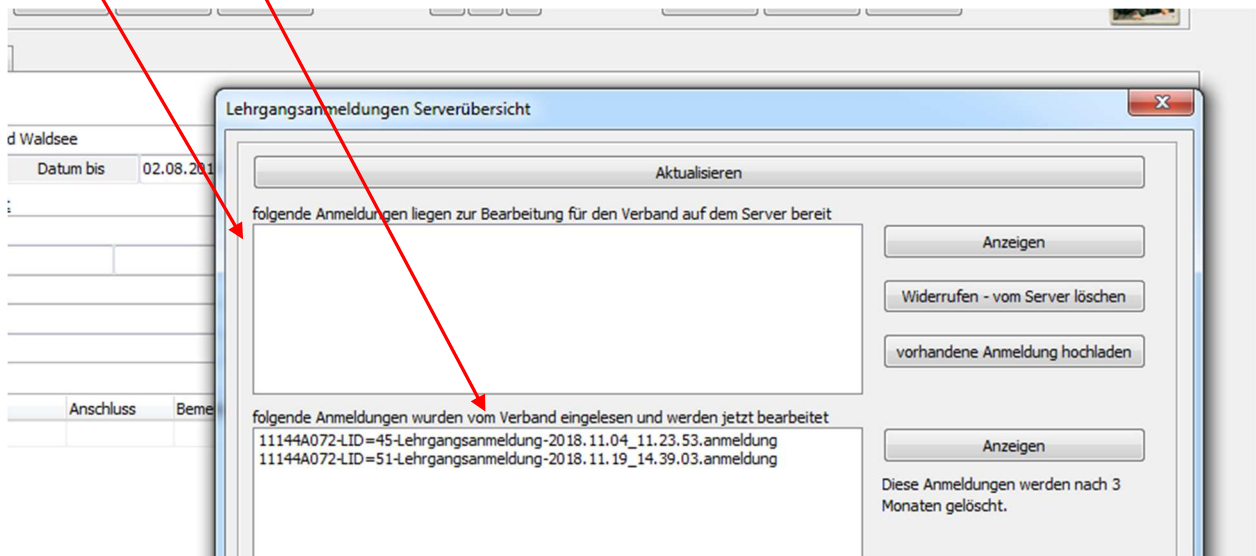 Lehrgangsanmeldungen Serverübersicht
d Waldsee
Datum bis 02.08.201
Aktualisieren
folgende Anmeldungen liegen zur Bearbeitung für den Verband auf dem Server bereit
Anzeigen
Widerrufen - vom Server löschen
vorhandene Anmeldung hochladen
Anschluss Beme
folgende Anmeldungen wurden vom Verband eingelesen und werden jetzt bearbeitet
11144A072-LID=45-Lehrgangsanmeldung-2018.11.04_11.23.53.anmeldung
11144A072-LID=51-Lehrgangsanmeldung-2018.11.19_14.39.03.anmeldung
Anzeigen
Diese Anmeldungen werden nach 3
Monaten gelöscht.